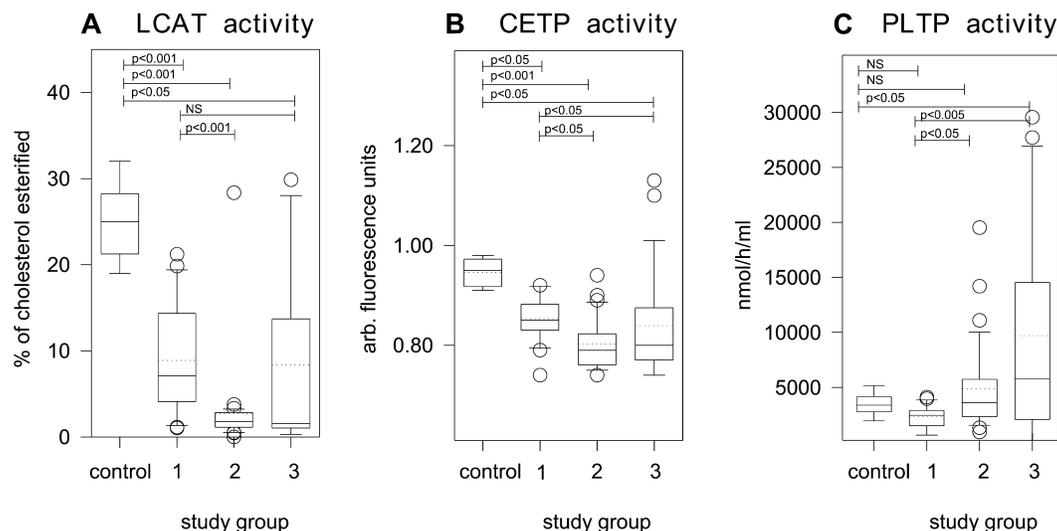 A LCAT activity
p<0.001
p<0.001
p<0.05
NS
p<0.001
% of cholesterol esterified
40
30
20
10
0
control 1 2 3
study group
B CETP activity
p<0.05
p<0.001
p<0.05
p<0.05
p<0.05
arb. fluorescence units
1.20
1.00
0.80
control 1 2 3
study group
C PLTP activity
NS
NS
p<0.05
p<0.005
p<0.05
nmol/h/ml
30000
25000
20000
15000
10000
5000
control 1 2 3
study group